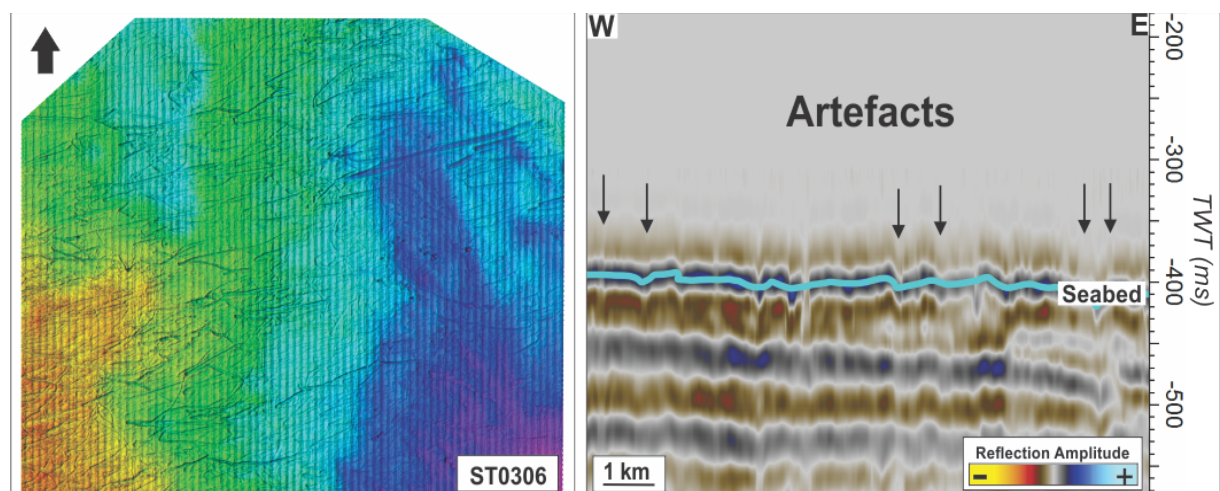 ST0306
W
E
Artefacts
-200
-300
-400
-500
TWT (ms)
Seabed
1 km
Reflection Amplitude
- +